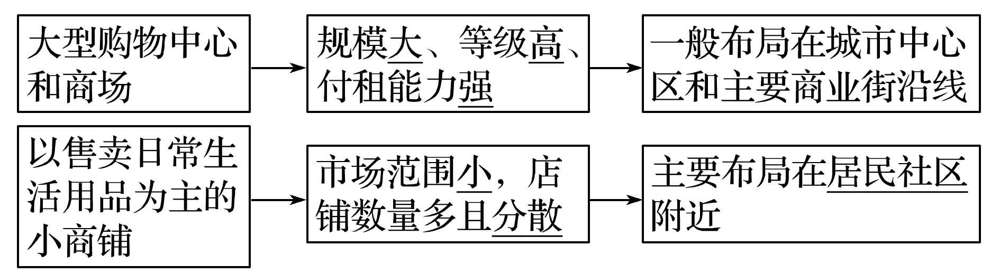 大型购物中心
和商场
规模大、等级高、
付租能力强
一般布局在城市中心
区和主要商业街沿线
以售卖日常生
活用品为主的
小商铺
市场范围小，店
铺数量多且分散
主要布局在居民社区
附近